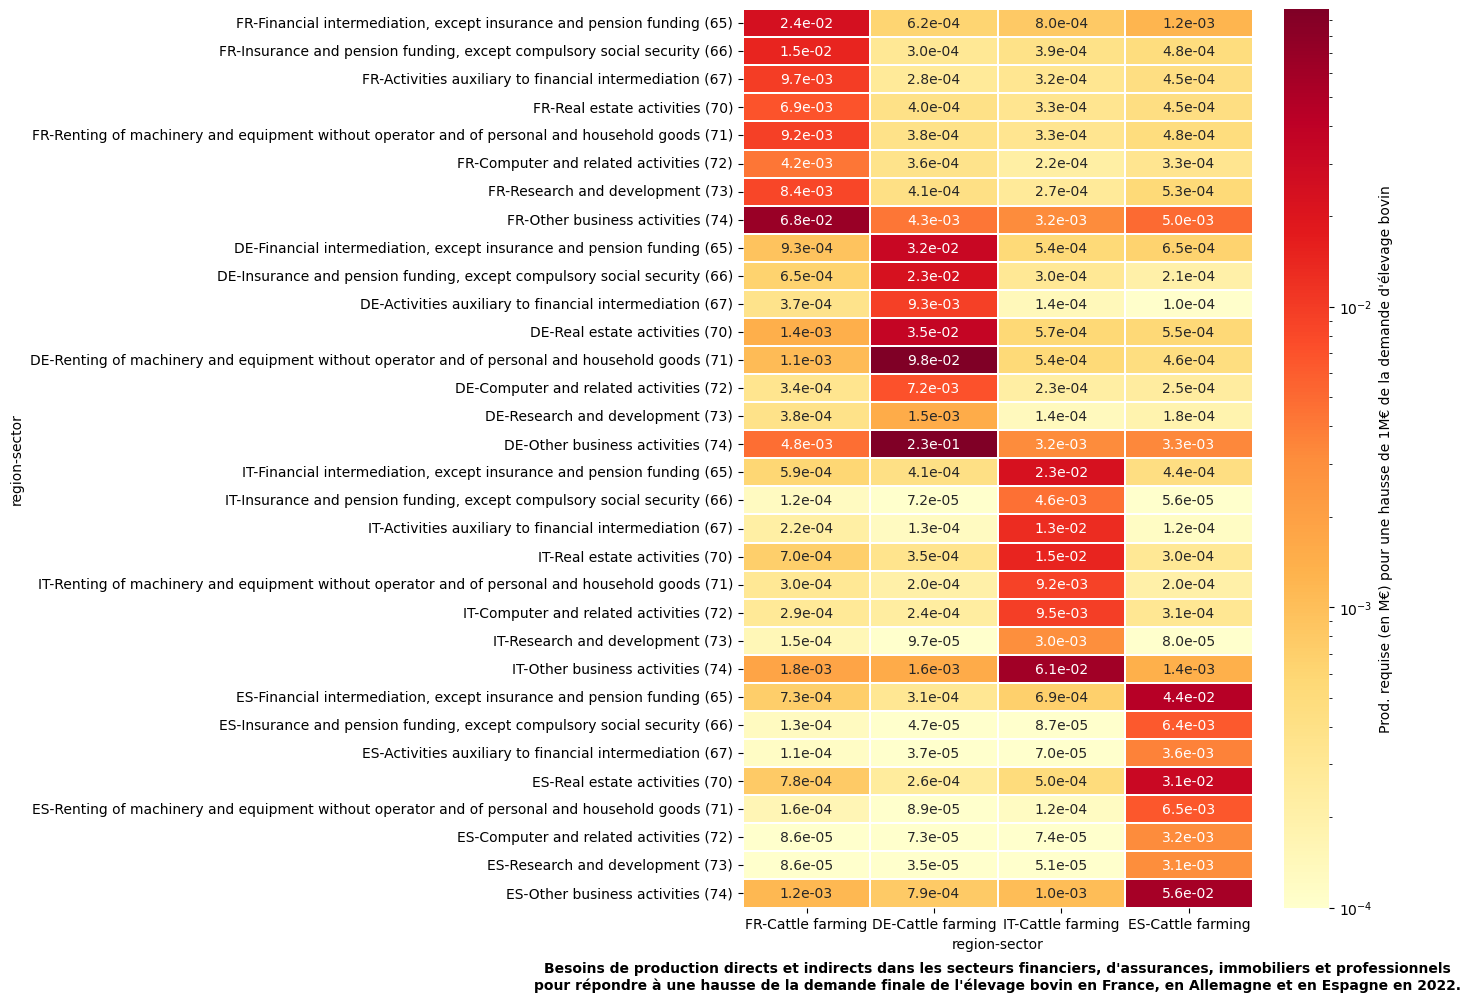 FR-Financial intermediation, except insurance and pension funding (65) 2.4e-02 6.2e-04 8.0e-04 1.2e-03
FR-Insurance and pension funding, except compulsory social security (66) 1.5e-02 3.0e-04 3.9e-04 4.8e-04
FR-Activities auxiliary to financial intermediation (67) 9.7e-03 2.8e-04 3.2e-04 4.5e-04
FR-Real estate activities (70) 6.9e-03 4.0e-04 3.3e-04 4.5e-04
FR-Renting of machinery and equipment without operator and of personal and household goods (71) 9.2e-03 3.8e-04 3.3e-04 4.8e-04
FR-Computer and related activities (72) 4.2e-03 3.6e-04 2.2e-04 3.3e-04
FR-Research and development (73) 8.4e-03 4.1e-04 2.7e-04 5.3e-04
FR-Other business activities (74) 6.8e-02 4.3e-03 3.2e-03 5.0e-03
DE-Financial intermediation, except insurance and pension funding (65) 9.3e-04 3.2e-02 5.4e-04 6.5e-04
DE-Insurance and pension funding, except compulsory social security (66) 6.5e-04 2.3e-02 3.0e-04 2.1e-04
DE-Activities auxiliary to financial intermediation (67) 3.7e-04 9.3e-03 1.4e-04 1.0e-04
DE-Real estate activities (70) 1.4e-03 3.5e-02 5.7e-04 5.5e-04
DE-Renting of machinery and equipment without operator and of personal and household goods (71) 1.1e-03 9.8e-02 5.4e-04 4.6e-04
DE-Computer and related activities (72) 3.4e-04 7.2e-03 2.3e-04 2.5e-04
DE-Research and development (73) 3.8e-04 1.5e-03 1.4e-04 1.8e-04
DE-Other business activities (74) 4.8e-03 2.3e-01 3.2e-03 3.3e-03
IT-Financial intermediation, except insurance and pension funding (65) 5.9e-04 4.1e-04 2.3e-02 4.4e-04
IT-Insurance and pension funding, except compulsory social security (66) 1.2e-04 7.2e-05 4.6e-03 5.6e-05
IT-Activities auxiliary to financial intermediation (67) 2.2e-04 1.3e-04 1.3e-02 1.2e-04
IT-Real estate activities (70) 7.0e-04 3.5e-04 1.5e-02 3.0e-04
IT-Renting of machinery and equipment without operator and of personal and household goods (71) 3.0e-04 2.0e-04 9.2e-03 2.0e-04
IT-Computer and related activities (72) 2.9e-04 2.4e-04 9.5e-03 3.1e-04
IT-Research and development (73) 1.5e-04 9.7e-05 3.0e-03 8.0e-05
IT-Other business activities (74) 1.8e-03 1.6e-03 6.1e-02 1.4e-03
ES-Financial intermediation, except insurance and pension funding (65) 7.3e-04 3.1e-04 6.9e-04 4.4e-02
ES-Insurance and pension funding, except compulsory social security (66) 1.3e-04 4.7e-05 8.7e-05 6.4e-03
ES-Activities auxiliary to financial intermediation (67) 1.1e-04 3.7e-05 7.0e-05 3.6e-03
ES-Real estate activities (70) 7.8e-04 2.6e-04 5.0e-04 3.1e-02
ES-Renting of machinery and equipment without operator and of personal and household goods (71) 1.6e-04 8.9e-05 1.2e-04 6.5e-03
ES-Computer and related activities (72) 8.6e-05 7.3e-05 7.4e-05 3.2e-03
ES-Research and development (73) 8.6e-05 3.5e-05 5.1e-05 3.1e-03
ES-Other business activities (74) 1.2e-03 7.9e-04 1.0e-03 5.6e-02
region-sector
FR-Cattle farming DE-Cattle farming IT-Cattle farming ES-Cattle farming
region-sector
10⁻²
10⁻³
10⁻⁴
Prod. requise (en M€) pour une hausse de 1M€ de la demande d'élevage bovin
Besoins de production directs et indirects dans les secteurs financiers, d'assurances, immobiliers et professionnels
pour répondre à une hausse de la demande finale de l'élevage bovin en France, en Allemagne et en Espagne en 2022.